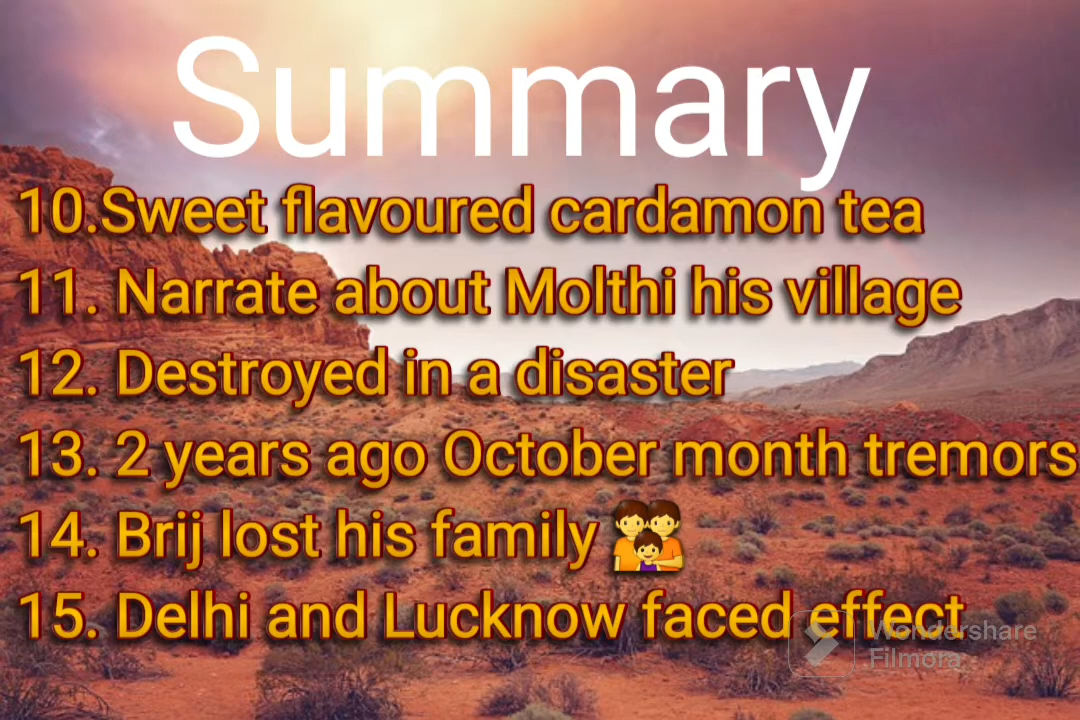 Summary
10.Sweet flavoured cardamon tea
11. Narrate about Molthi his village
12. Destroyed in a disaster
13. 2 years ago October month tremors
14. Brij lost his family
15. Delhi and Lucknow faced effect
Wondershare
Filmora